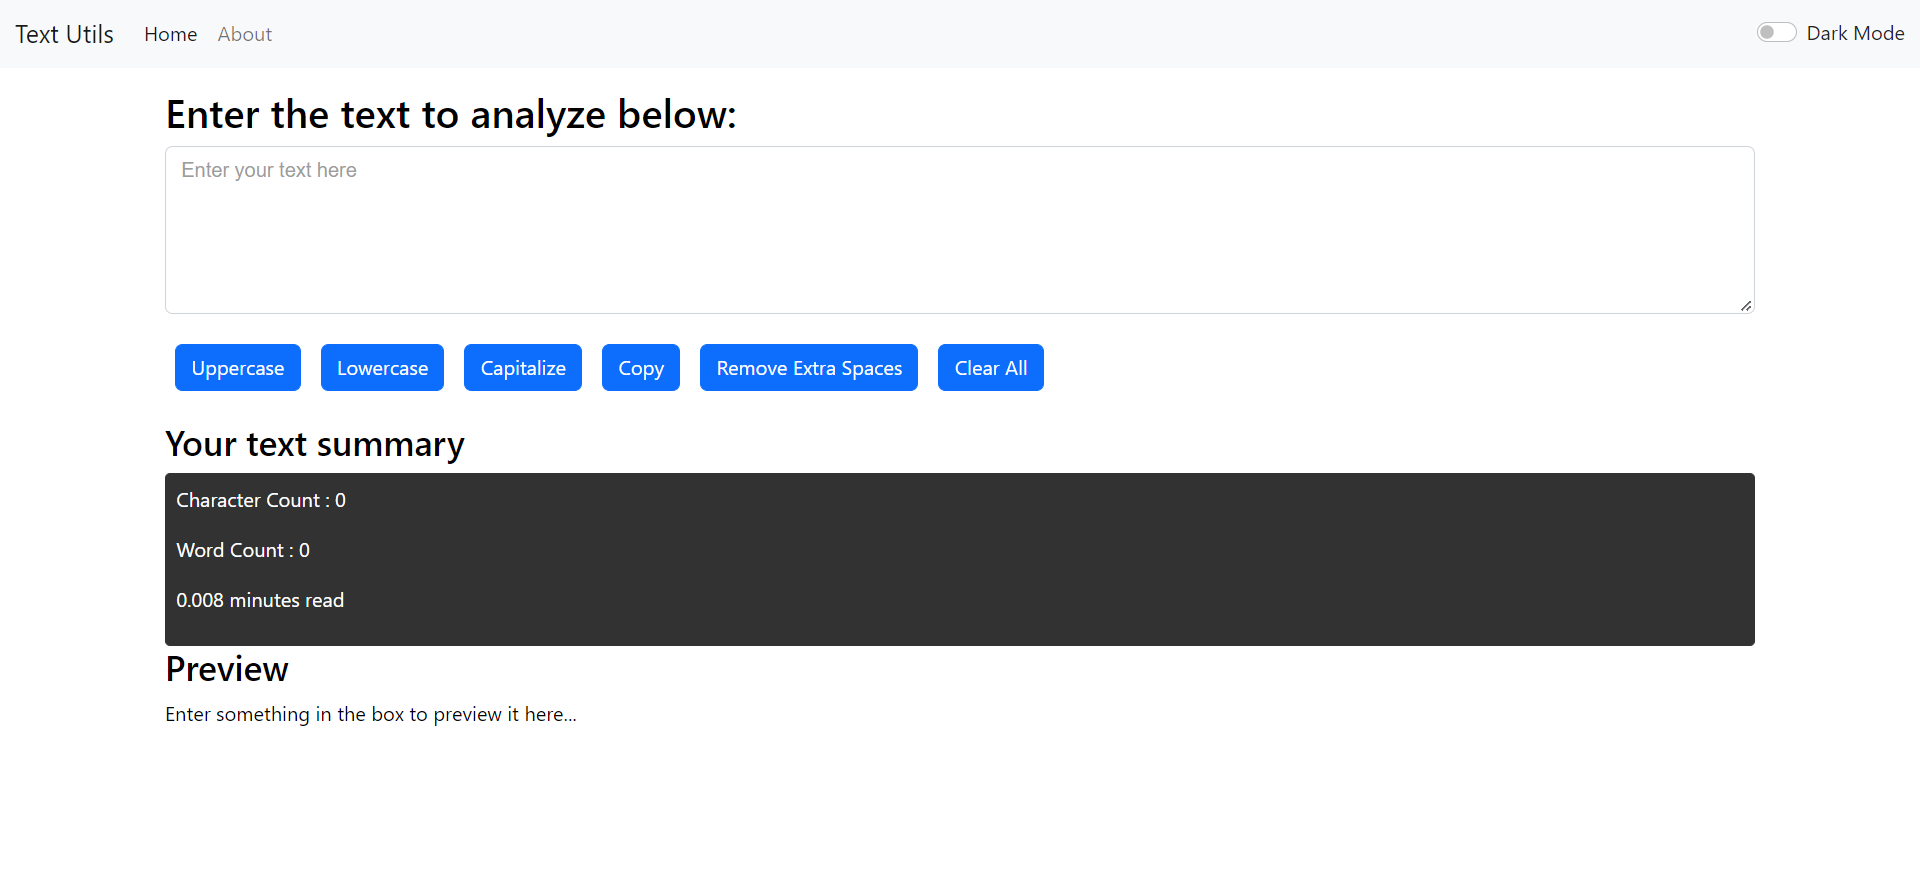 Text Utils Home About Dark Mode
Enter the text to analyze below:
Enter your text here
Uppercase Lowercase Capitalize Copy Remove Extra Spaces Clear All
Your text summary
Character Count : 0
Word Count : 0
0.008 minutes read
Preview
Enter something in the box to preview it here...